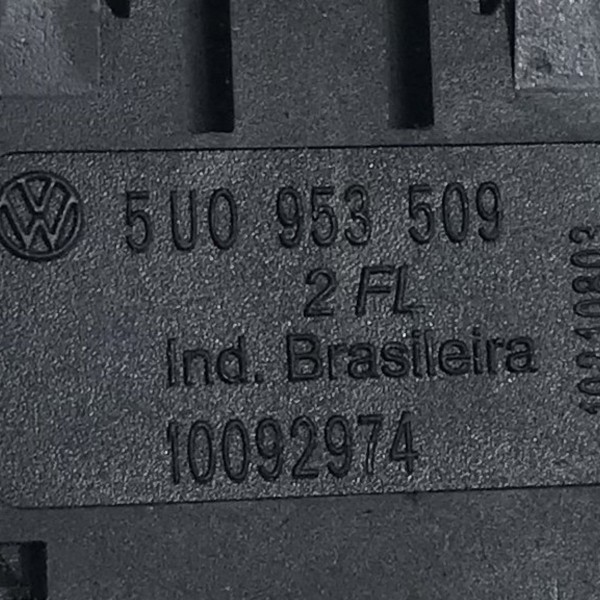 5U0 953 509
2 FL
Ind. Brasileira
10092974